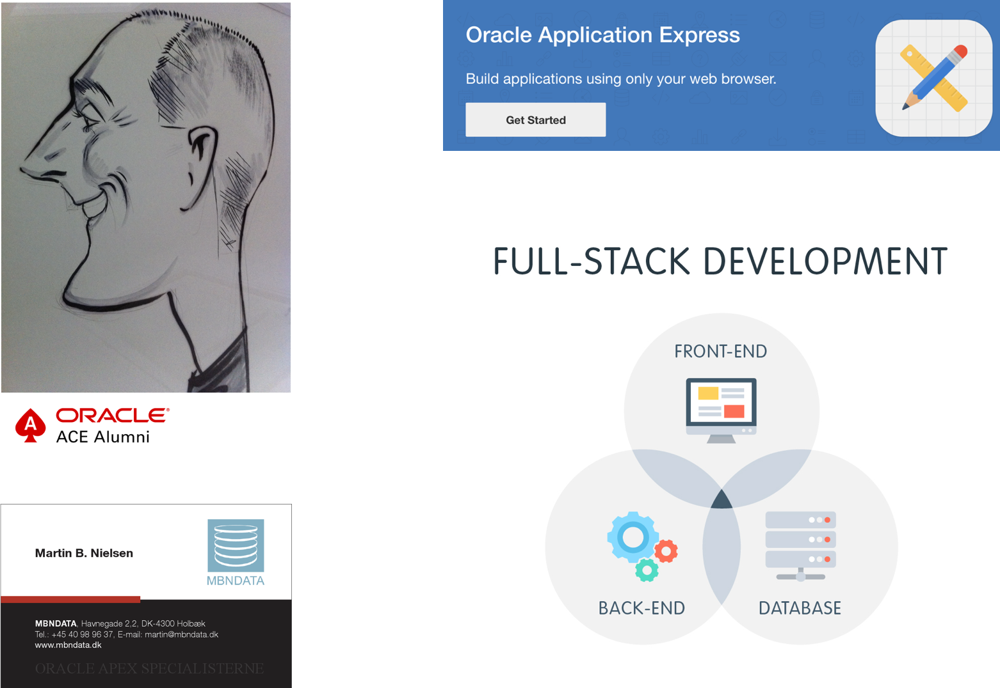 A
ORACLE®
ACE Alumni
Martin B. Nielsen
MBNDATA
MBNDATA, Havnegade 2,2, DK-4300 Holbæk
Tel.: +45 40 98 96 37, E-mail: martin@mbndata.dk
www.mbndata.dk
ORACLE APEX SPECIALISTERNE
Oracle Application Express
Build applications using only your web browser.
Get Started
FULL-STACK DEVELOPMENT
FRONT-END
BACK-END
DATABASE